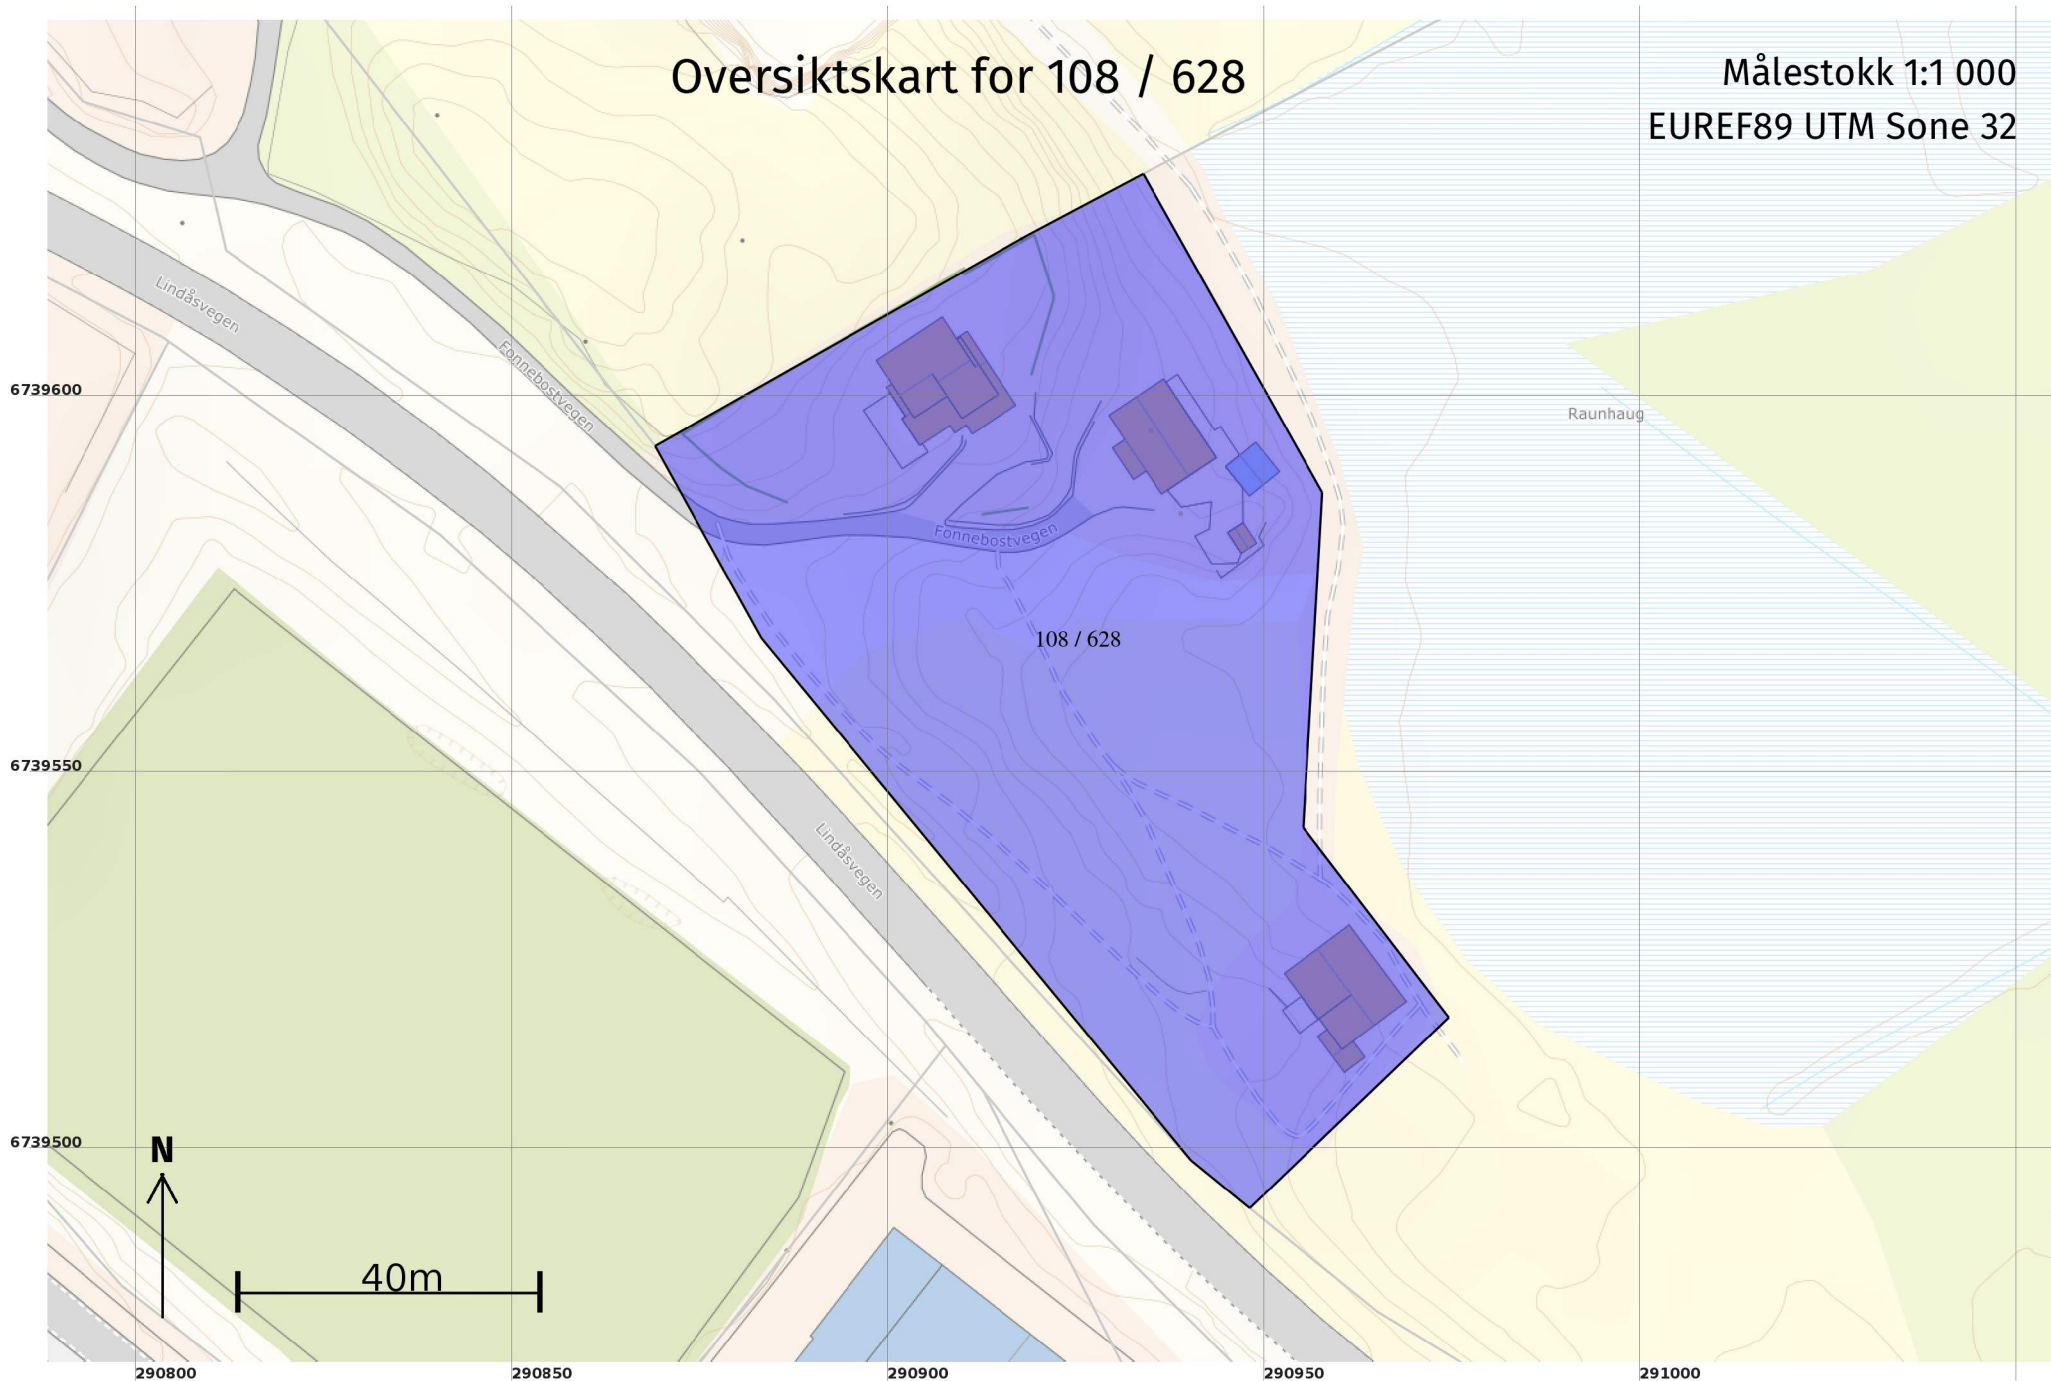 Oversiktskart for 108 / 628
Målestokk 1:1 000
EUREF89 UTM Sone 32
Lindåsvegen
Fonnebostvegen
6739600
Raunhaug
Fonnebostvegen
108 / 628
6739550
Lindåsvegen
6739500
N
40m
290800
290850
290900
290950
291000